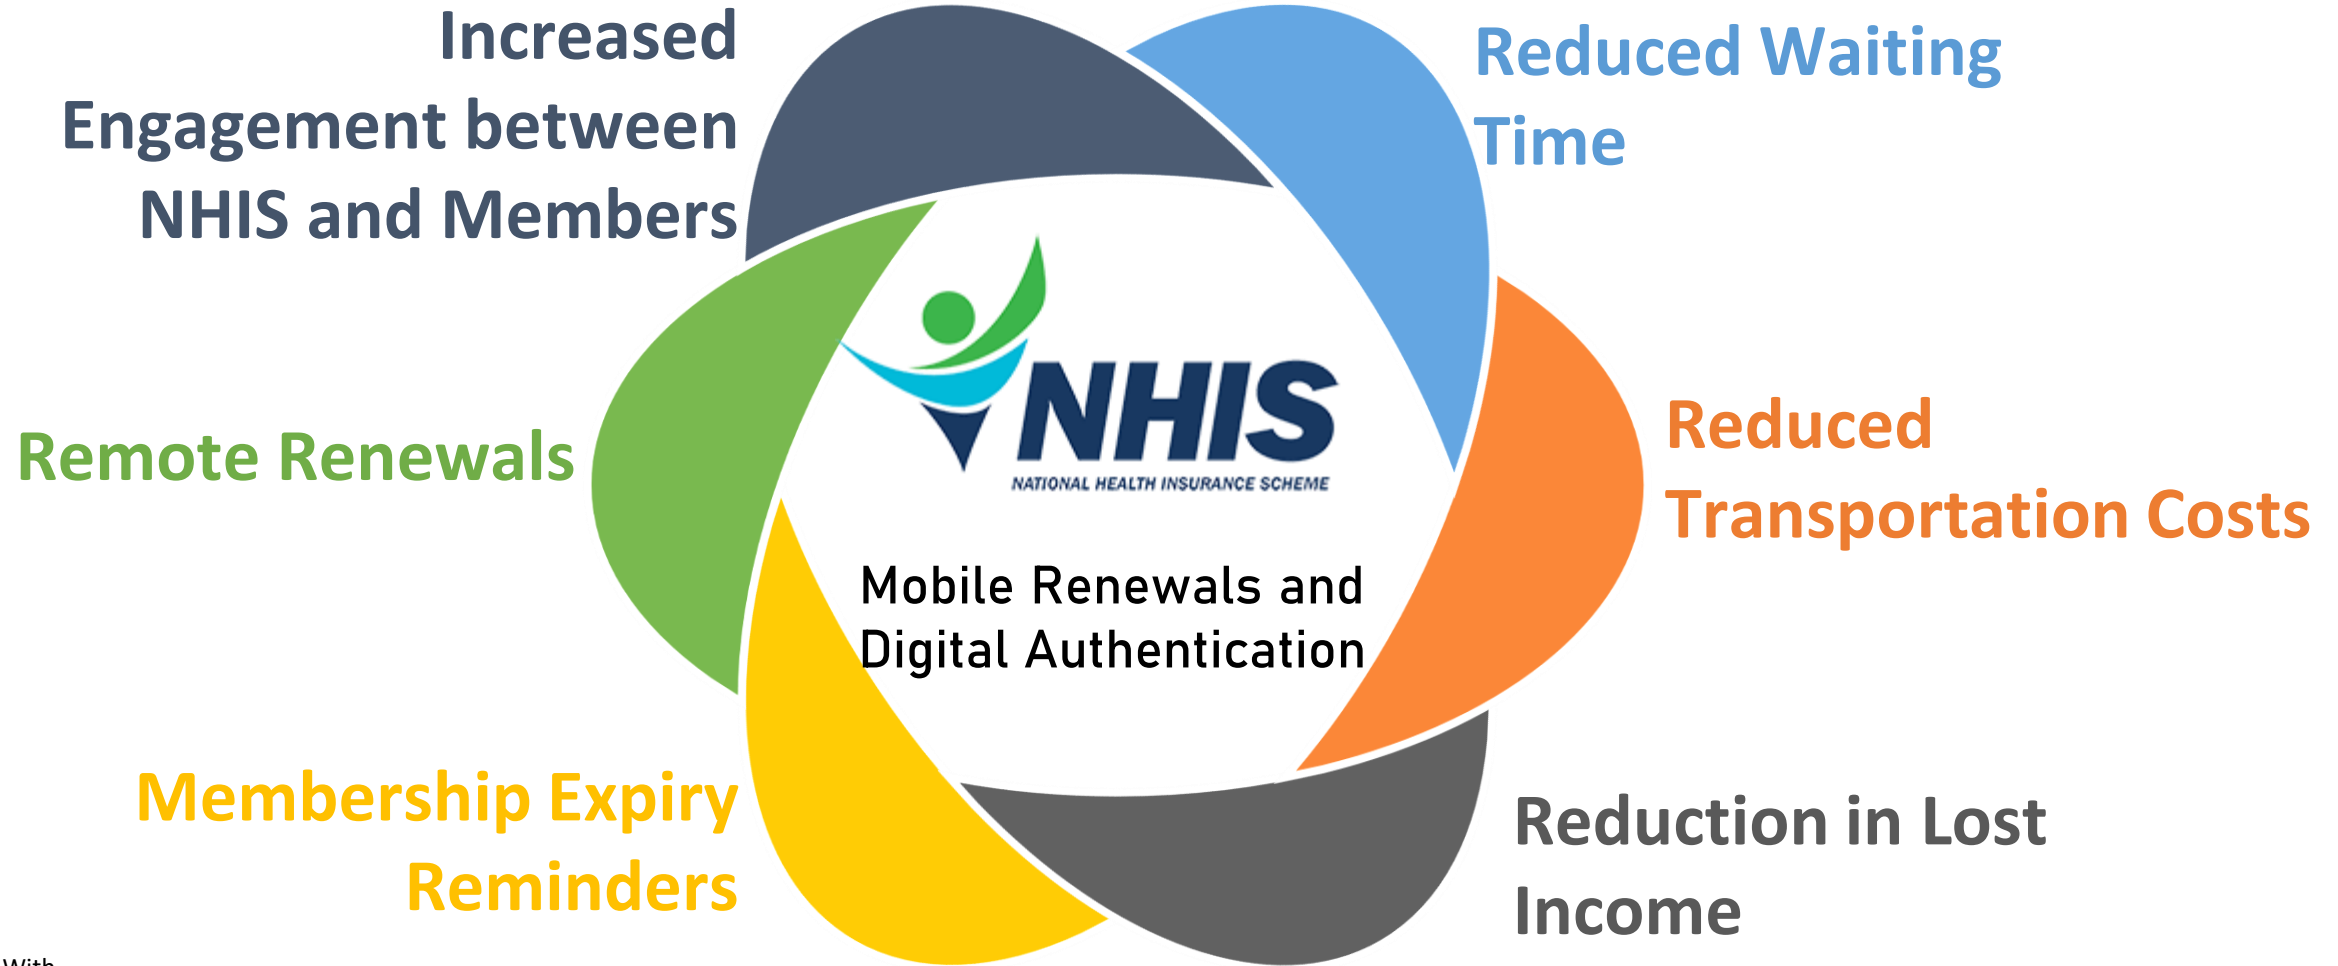 Increased
Engagement between
NHIS and Members
Reduced Waiting
Time
Remote Renewals
NHIS
NATIONAL HEALTH INSURANCE SCHEME
Reduced
Transportation Costs
Mobile Renewals and
Digital Authentication
Membership Expiry
Reminders
Reduction in Lost
Income
With